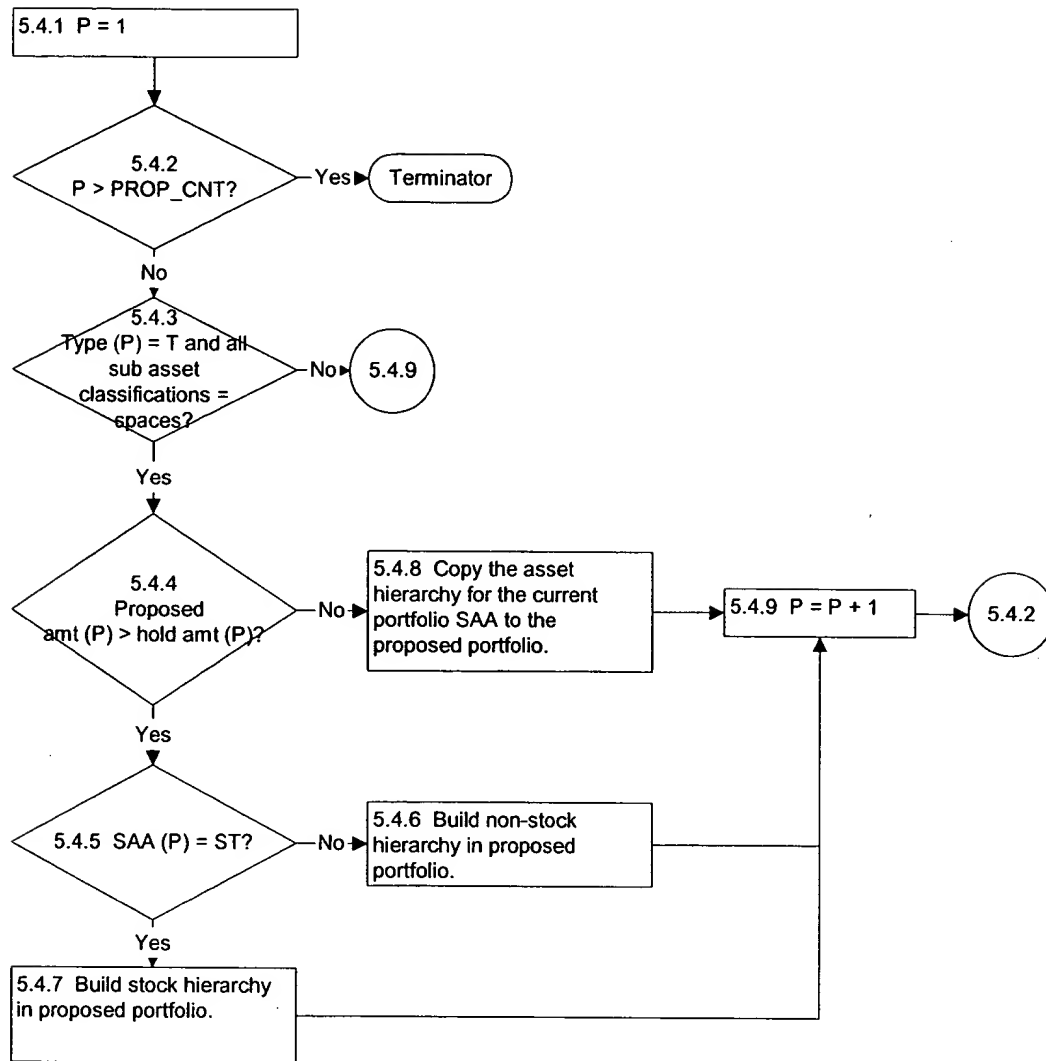 5.4.1 P = 1
5.4.2
P > PROP_CNT?
Yes
Terminator
No
5.4.3
Type (P) = T and all
sub asset
classifications =
spaces?
No
5.4.9
Yes
5.4.4
Proposed
amt (P) > hold amt (P)?
No
5.4.8 Copy the asset
hierarchy for the current
portfolio SAA to the
proposed portfolio.
5.4.9 P = P + 1
5.4.2
Yes
5.4.5 SAA (P) = ST?
No
5.4.6 Build non-stock
hierarchy in proposed
portfolio.
Yes
5.4.7 Build stock hierarchy
in proposed portfolio.